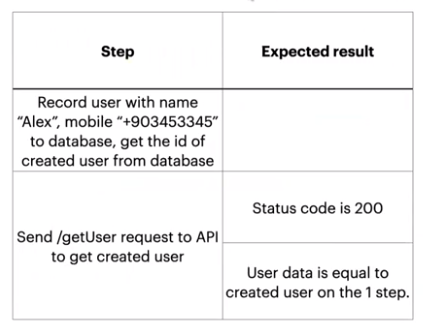 Step
Expected result
Record user with name
“Alex”, mobile “+903453345”
to database, get the id of
created user from database
Send /getUser request to API
to get created user
Status code is 200
User data is equal to
created user on the 1 step.